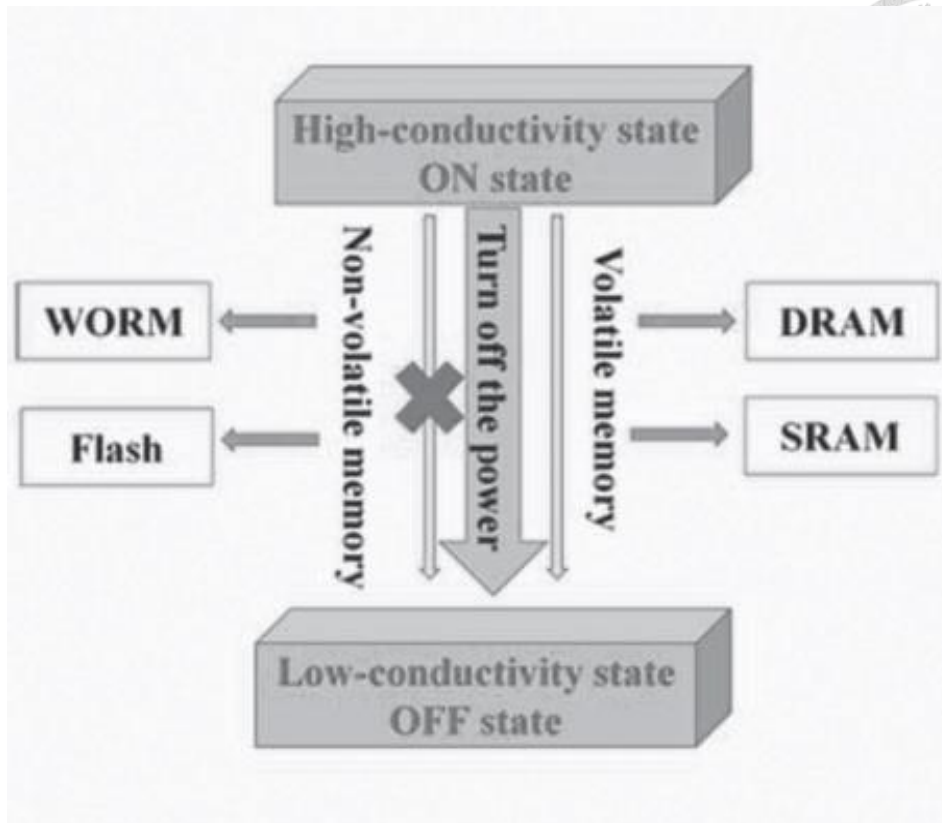 High-conductivity state
ON state
Non-volatile memory
Turn off the power
Volatile memory
WORM
DRAM
Flash
SRAM
Low-conductivity state
OFF state